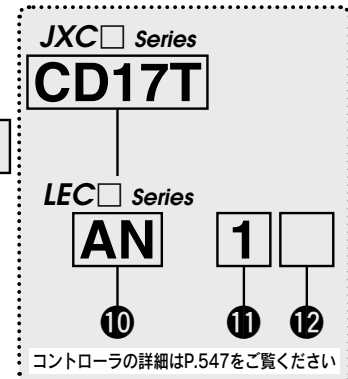 JXC□ Series
CD17T
LEC□ Series
AN 1 □
⑩ ⑪ ⑫
コントローラの詳細はP.547をご覧ください